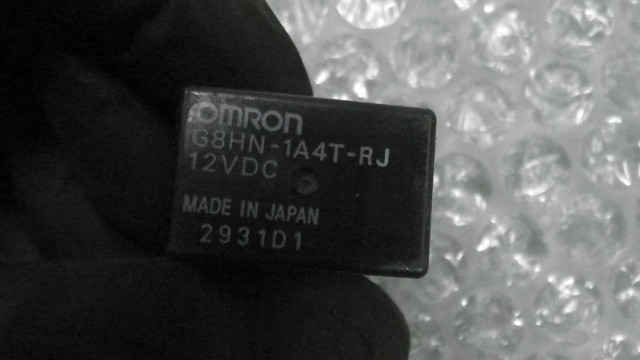 omron
G8HN-1A4T-RJ
12VDC
MADE IN JAPAN
2931D1